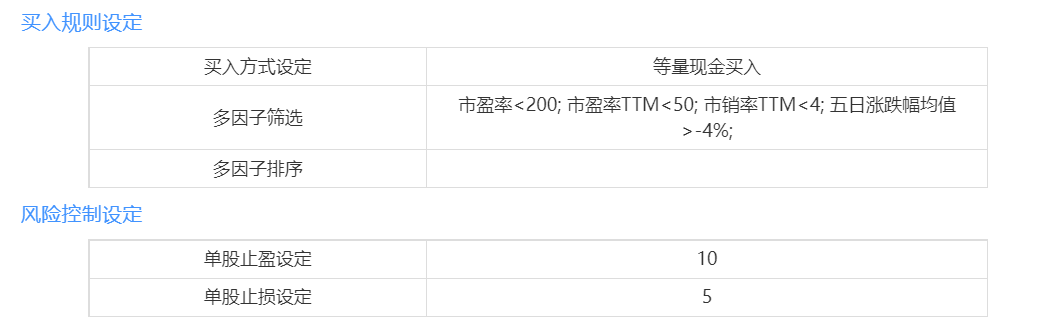 买入规则设定
买入方式设定 等量现金买入
多因子筛选 市盈率<200; 市盈率TTM<50; 市销率TTM<4; 五日涨跌幅均值
>-4%;
多因子排序
风险控制设定
单股止盈设定 10
单股止损设定 5